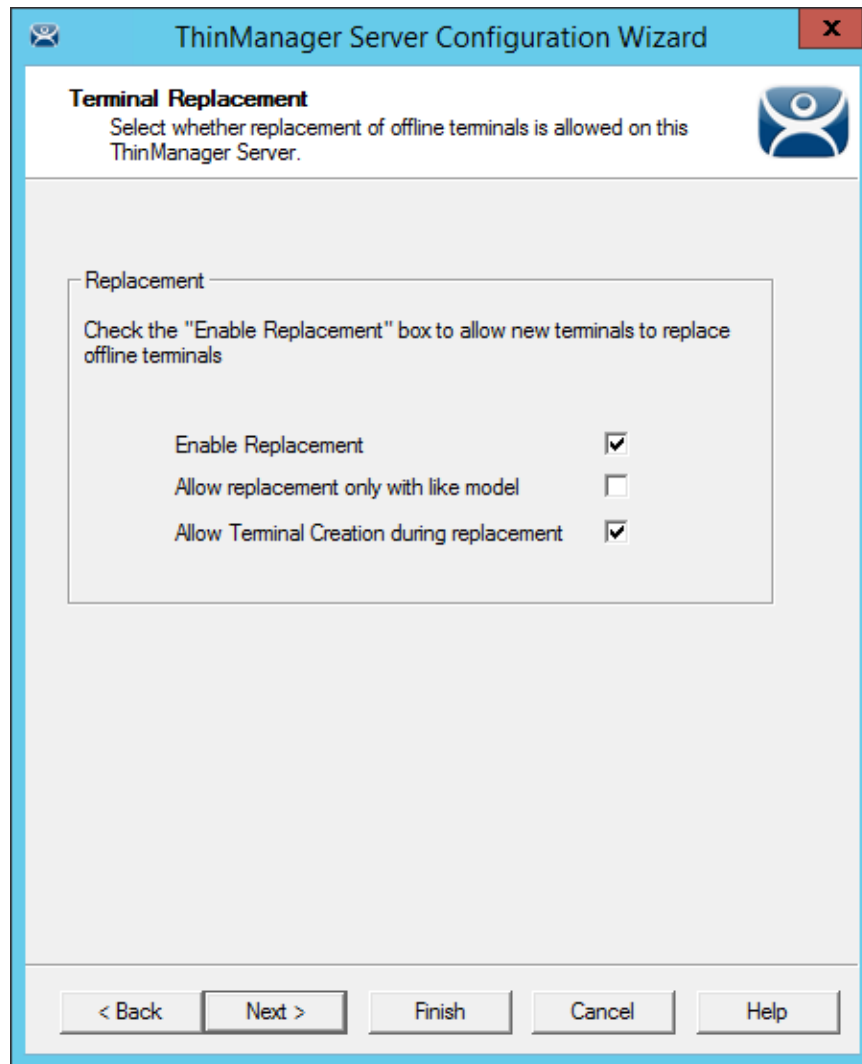 ThinManager Server Configuration Wizard
x
Terminal Replacement
Select whether replacement of offline terminals is allowed on this
ThinManager Server.
Replacement
Check the "Enable Replacement" box to allow new terminals to replace
offline terminals
Enable Replacement
Allow replacement only with like model
Allow Terminal Creation during replacement
< Back Next > Finish Cancel Help